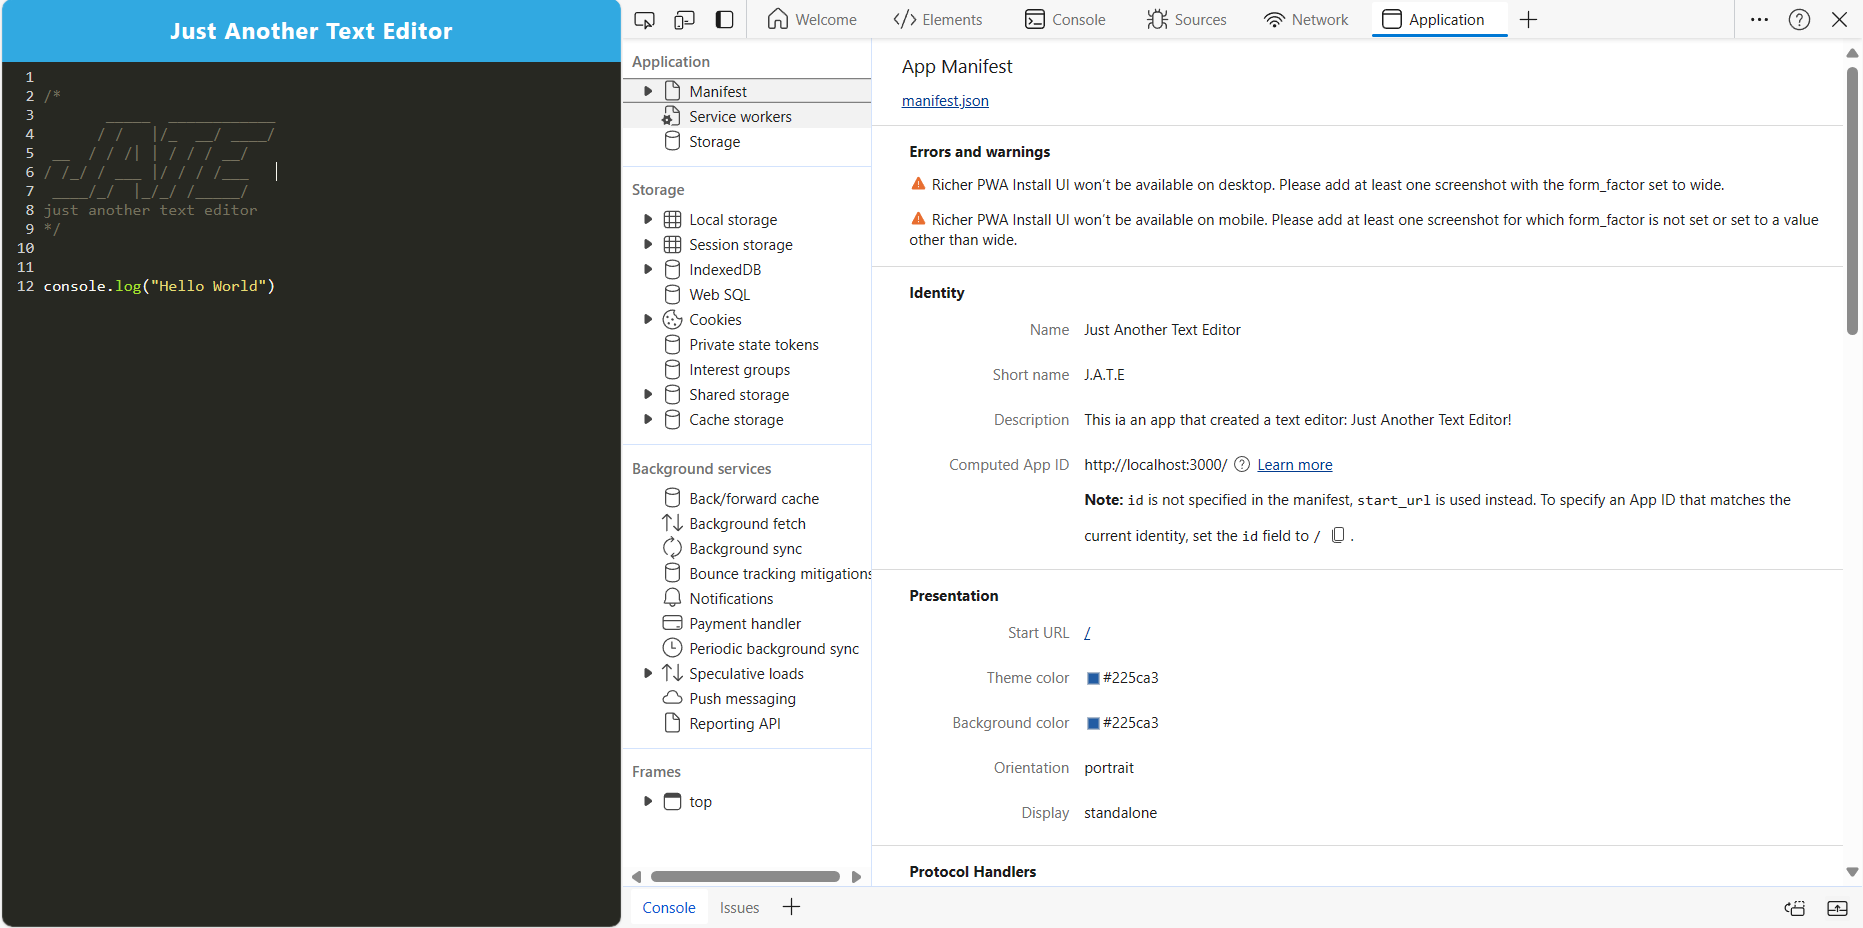 Just Another Text Editor
1
2 /*
3        _____  ____________
4       / /   |/_  __/ ____/
5  __  / / /| | / / / __/
6 / /_/ / ___ |/ / / /___
7  ____/_/  |_/_/ /_____/
8 just another text editor
9 */
10
11
12 console.log("Hello World")
Welcome
Elements
Console
Sources
Network
Application
Application
Manifest
Service workers
Storage
Storage
Local storage
Session storage
IndexedDB
Web SQL
Cookies
Private state tokens
Interest groups
Shared storage
Cache storage
Background services
Back/forward cache
Background fetch
Background sync
Bounce tracking mitigations
Notifications
Payment handler
Periodic background sync
Speculative loads
Push messaging
Reporting API
Frames
top
App Manifest
manifest.json
Errors and warnings
Richer PWA Install UI won’t be available on desktop. Please add at least one screenshot with the form_factor set to wide.
Richer PWA Install UI won’t be available on mobile. Please add at least one screenshot for which form_factor is not set or set to a value
other than wide.
Identity
Name Just Another Text Editor
Short name J.A.T.E
Description This ia an app that created a text editor: Just Another Text Editor!
Computed App ID http://localhost:3000/ Learn more
Note: id is not specified in the manifest, start_url is used instead. To specify an App ID that matches the
current identity, set the id field to / .
Presentation
Start URL /
Theme color #225ca3
Background color #225ca3
Orientation portrait
Display standalone
Protocol Handlers
Console
Issues